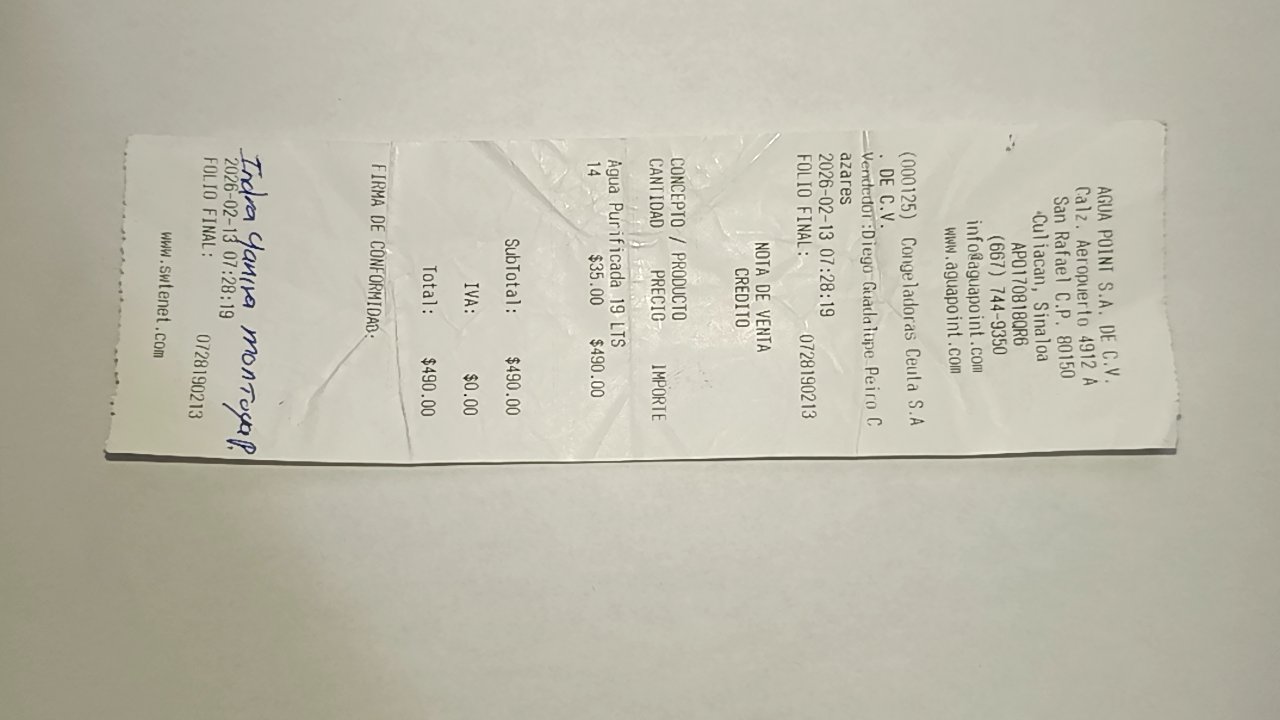 AGUA POINT S.A. DE C.V.
Calz. Aeropuerto 4912 A
San Rafael C.P. 80150
Culiacan, Sinaloa
APO170818QR6
(667) 744-9350
info@aguapoint.com
www.aguapoint.com
(000125) Congeladoras Ceuta S.A
. DE C.V.
Vendedor:Diego Guadalupe Peiro C
azares
2026-02-13 07:28:19
FOLIO FINAL: 0728190213
NOTA DE VENTA
CREDITO
CONCEPTO / PRODUCTO
CANTIDAD PRECIO IMPORTE
Agua Purificada 19 LTS
14 $35.00 $490.00
SubTotal: $490.00
IVA: $0.00
Total: $490.00
FIRMA DE CONFORMIDAD:
Indra Yanira Montoya P.
2026-02-13 07:28:19
FOLIO FINAL: 0728190213
www.swtenet.com